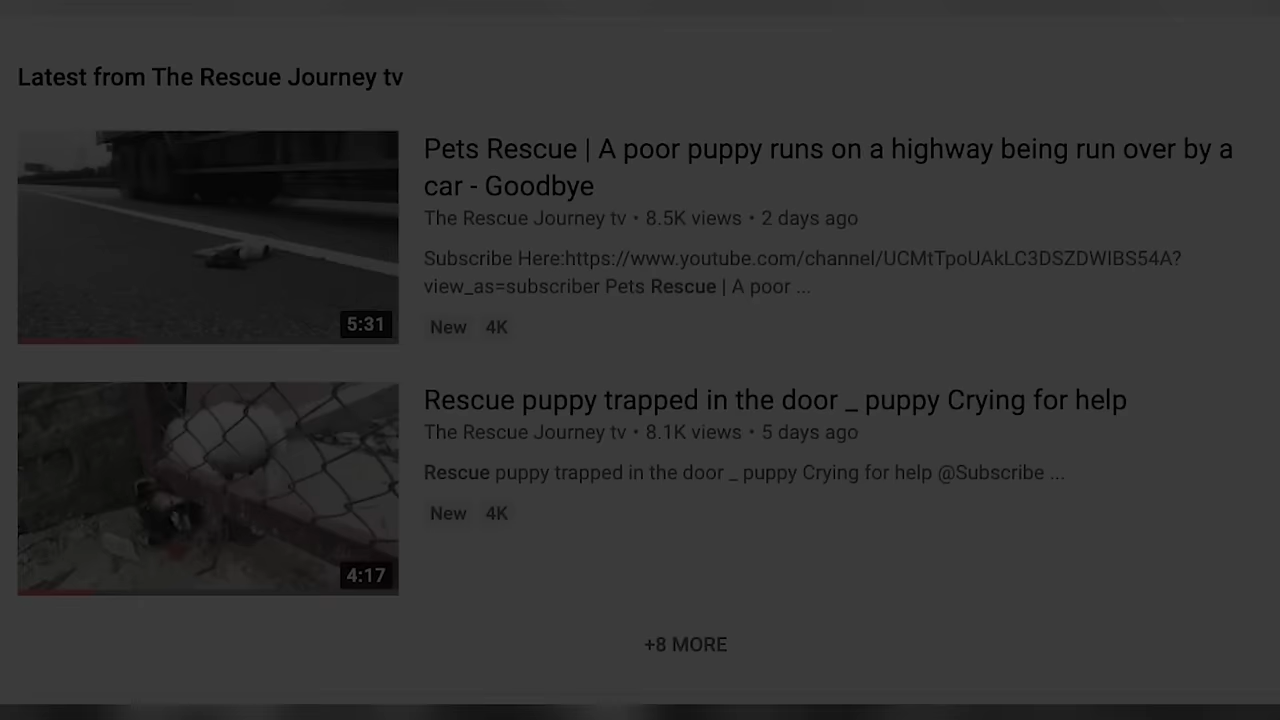 Latest from The Rescue Journey tv
Pets Rescue | A poor puppy runs on a highway being run over by a
car - Goodbye
The Rescue Journey tv • 8.5K views • 2 days ago
Subscribe Here:https://www.youtube.com/channel/UCMtTpoUAkLC3DSZDWIBS54A?
view_as=subscriber Pets Rescue | A poor ...
5:31
New 4K
Rescue puppy trapped in the door _ puppy Crying for help
The Rescue Journey tv • 8.1K views • 5 days ago
Rescue puppy trapped in the door _ puppy Crying for help @Subscribe ...
New 4K
4:17
+8 MORE